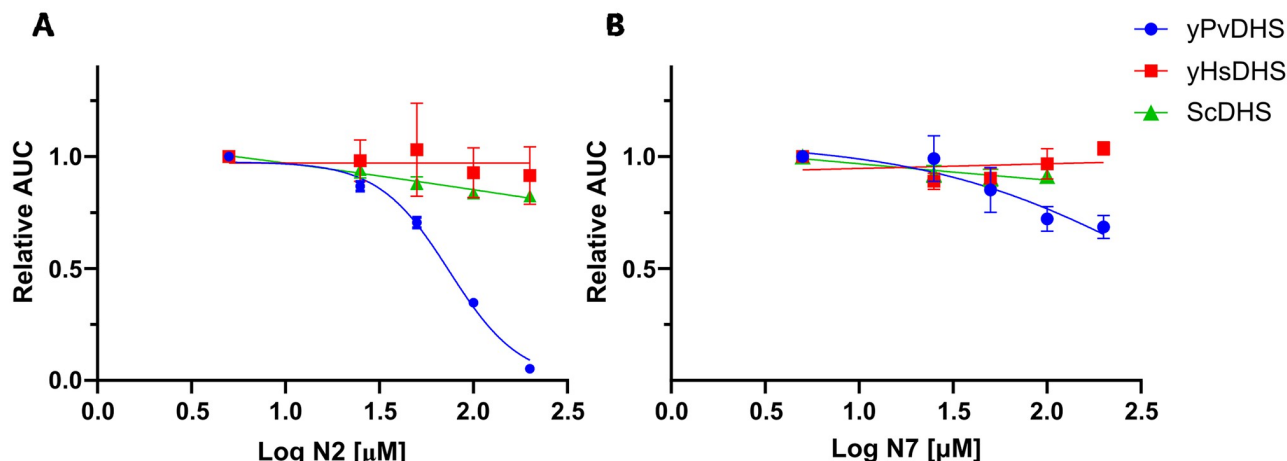 A
B
yPvDHS
yHsDHS
ScDHS
Relative AUC
1.0
0.5
0.0
0.0 0.5 1.0 1.5 2.0 2.5
Log N2 [µM]
Relative AUC
1.0
0.5
0.0 0.5 1.0 1.5 2.0 2.5
Log N7 [µM]